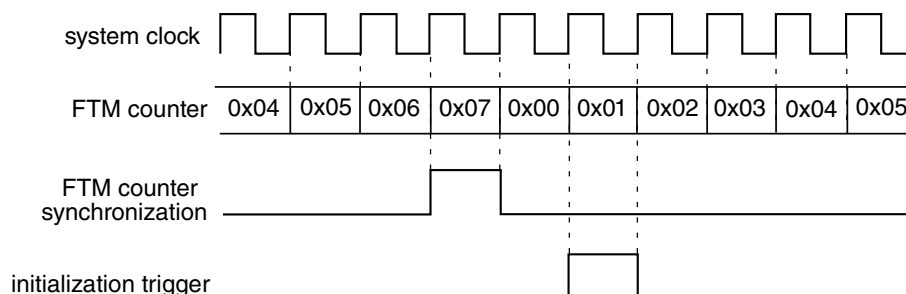 system clock
FTM counter 0x04 0x05 0x06 0x07 0x00 0x01 0x02 0x03 0x04 0x05
FTM counter
synchronization
initialization trigger